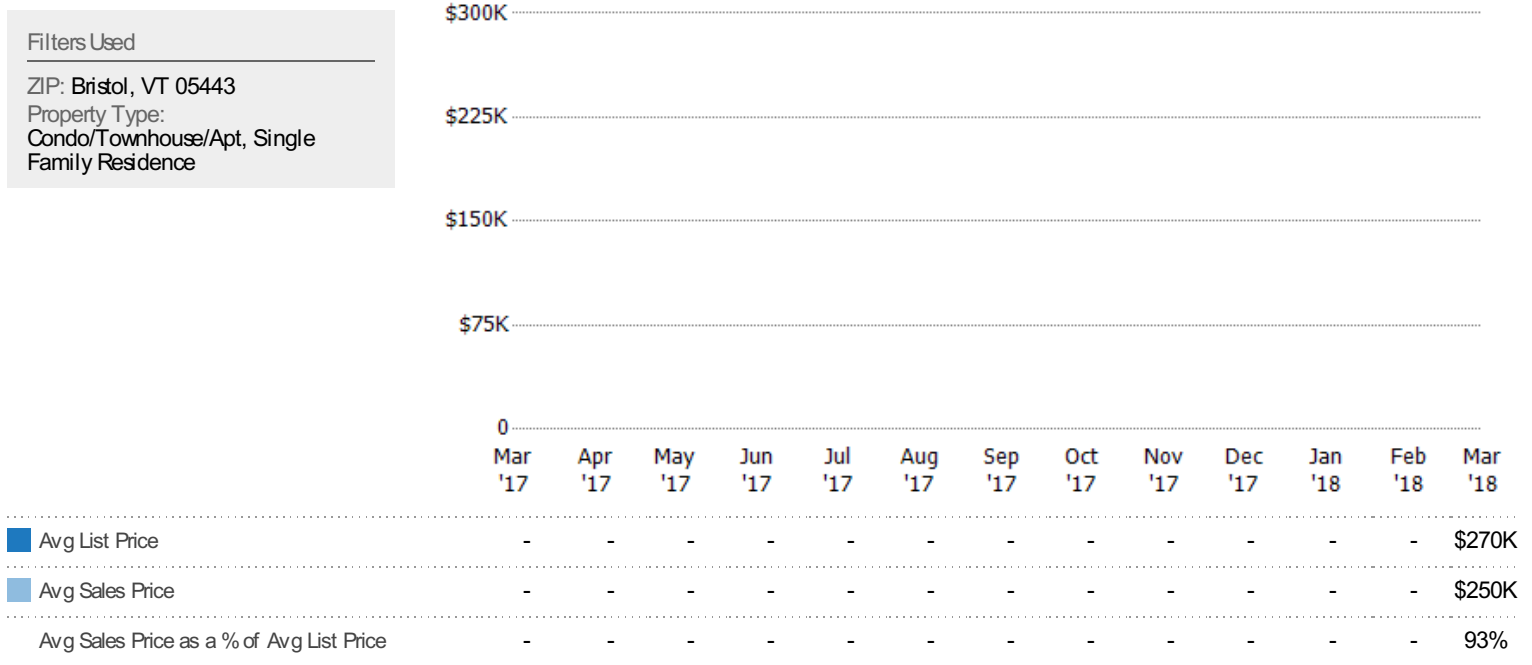 Filters Used
ZIP: Bristol, VT 05443
Property Type:
Condo/Townhouse/Apt, Single
Family Residence
$300K
$225K
$150K
$75K
0
Mar Apr May Jun Jul Aug Sep Oct Nov Dec Jan Feb Mar
'17 '17 '17 '17 '17 '17 '17 '17 '17 '17 '18 '18 '18
Avg List Price - - - - - - - - - - - - $270K
Avg Sales Price - - - - - - - - - - - - $250K
Avg Sales Price as a % of Avg List Price - - - - - - - - - - - - 93%